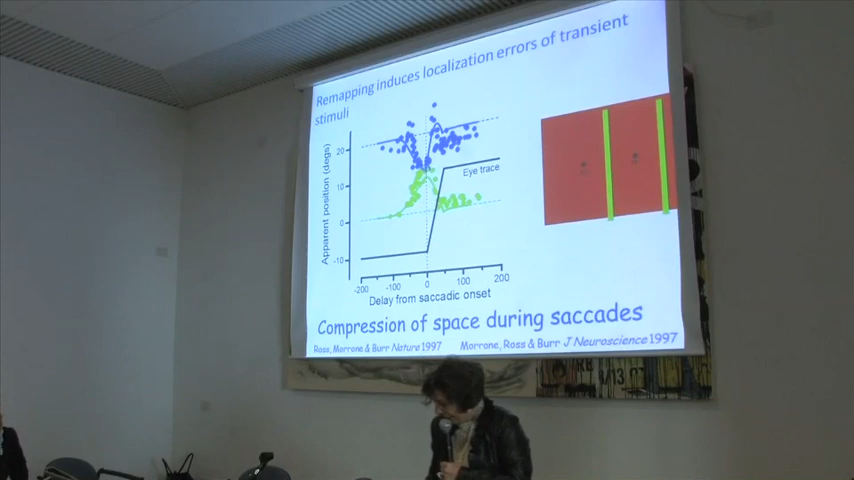 Remapping induces localization errors of transient
stimuli
Apparent position (degs)
20
10
0
-10
Eye trace
-200 -100 0 100 200
Delay from saccadic onset
Compression of space during saccades
Ross, Morrone & Burr Nature 1997 Morrone, Ross & Burr J Neuroscience 1997